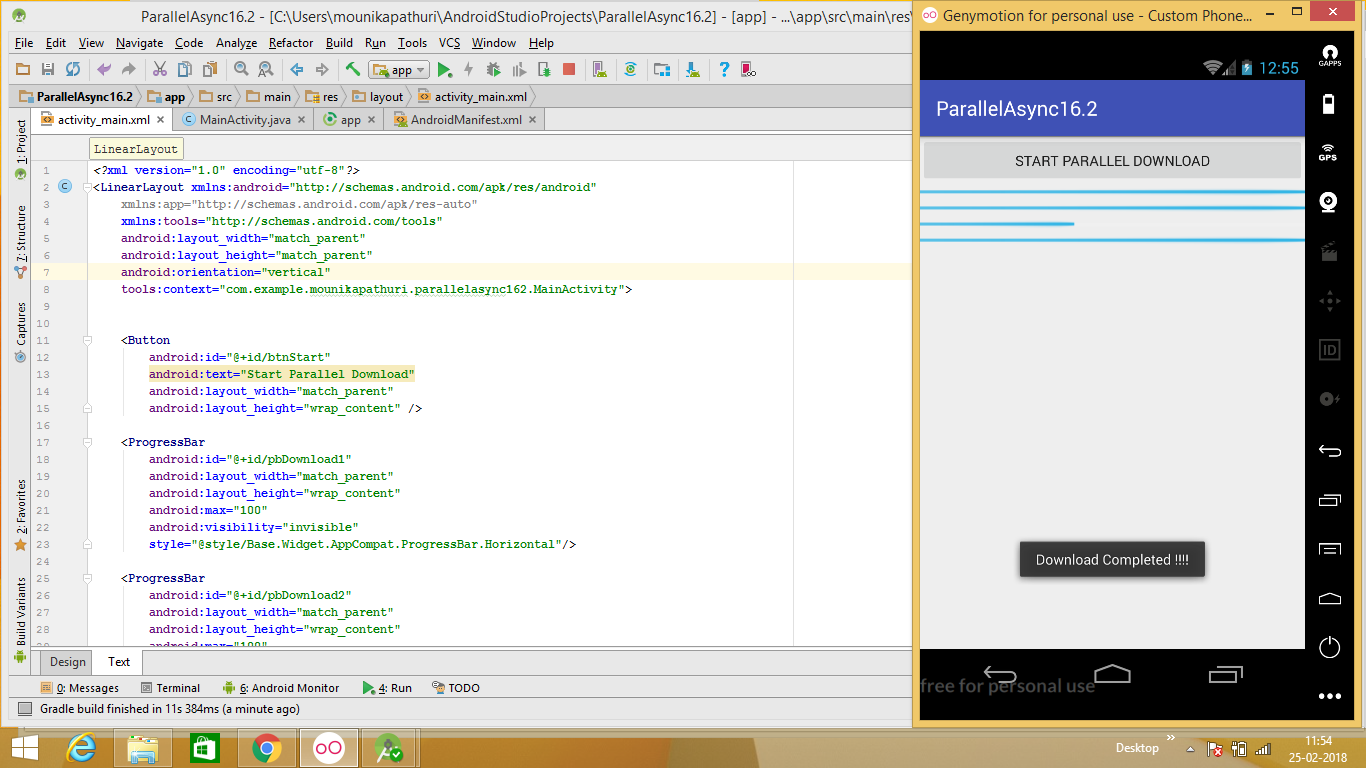 ParallelAsync16.2 - [C:\Users\mounikapathuri\AndroidStudioProjects\ParallelAsync16.2] - [app] - ...\app\src\main\res\
File Edit View Navigate Code Analyze Refactor Build Run Tools VCS Window Help
app
ParallelAsync16.2 app src main res layout activity_main.xml
activity_main.xml MainActivity.java app AndroidManifest.xml
LinearLayout
1 <?xml version="1.0" encoding="utf-8"?>
2 <LinearLayout xmlns:android="http://schemas.android.com/apk/res/android"
3 xmlns:app="http://schemas.android.com/apk/res-auto"
4 xmlns:tools="http://schemas.android.com/tools"
5 android:layout_width="match_parent"
6 android:layout_height="match_parent"
7 android:orientation="vertical"
8 tools:context="com.example.mounikapathuri.parallelasync162.MainActivity">
9
10
11 <Button
12 android:id="@+id/btnStart"
13 android:text="Start Parallel Download"
14 android:layout_width="match_parent"
15 android:layout_height="wrap_content" />
16
17 <ProgressBar
18 android:id="@+id/pbDownload1"
19 android:layout_width="match_parent"
20 android:layout_height="wrap_content"
21 android:max="100"
22 android:visibility="invisible"
23 style="@style/Base.Widget.AppCompat.ProgressBar.Horizontal"/>
24
25 <ProgressBar
26 android:id="@+id/pbDownload2"
27 android:layout_width="match_parent"
28 android:layout_height="wrap_content"
29 android:max="100"
1: Project
7: Structure
Captures
2: Favorites
Build Variants
Design Text
0: Messages Terminal 6: Android Monitor 4: Run TODO
Gradle build finished in 11s 384ms (a minute ago)
Genymotion for personal use - Custom Phone...
12:55
ParallelAsync16.2
START PARALLEL DOWNLOAD
Download Completed !!!!
free for personal use
GAPPS
GPS
ID
Desktop
11:54
25-02-2018